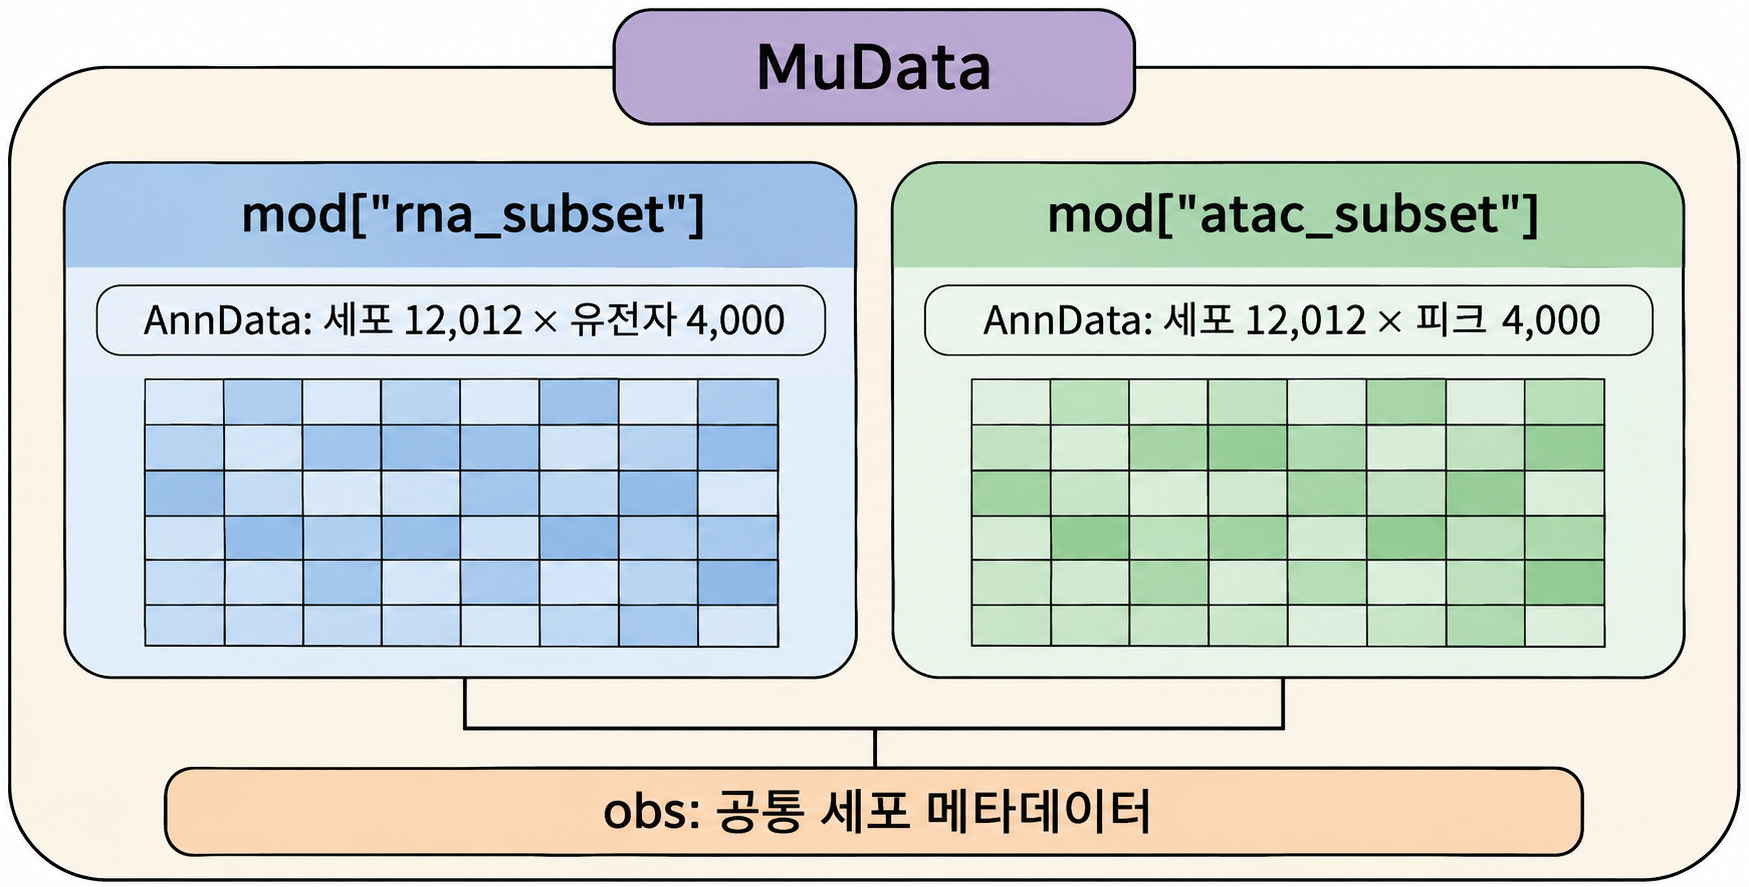 MuData
mod["rna_subset"]
AnnData: 세포 12,012 × 유전자 4,000
mod["atac_subset"]
AnnData: 세포 12,012 × 피크 4,000
obs: 공통 세포 메타데이터